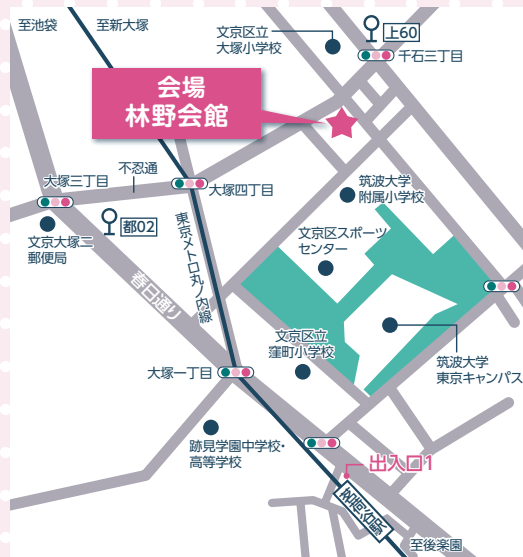 至池袋
至新大塚
文京区立
大塚小学校
上60
千石三丁目
会場
林野会館
大塚三丁目
不忍通
大塚四丁目
筑波大学
附属小学校
都02
文京大塚二
郵便局
東京メトロ丸ノ内線
文京区スポーツ
センター
春日通り
文京区立
窪町小学校
大塚一丁目
筑波大学
東京キャンパス
跡見学園中学校・
高等学校
出入口1
茗荷谷駅
至後楽園